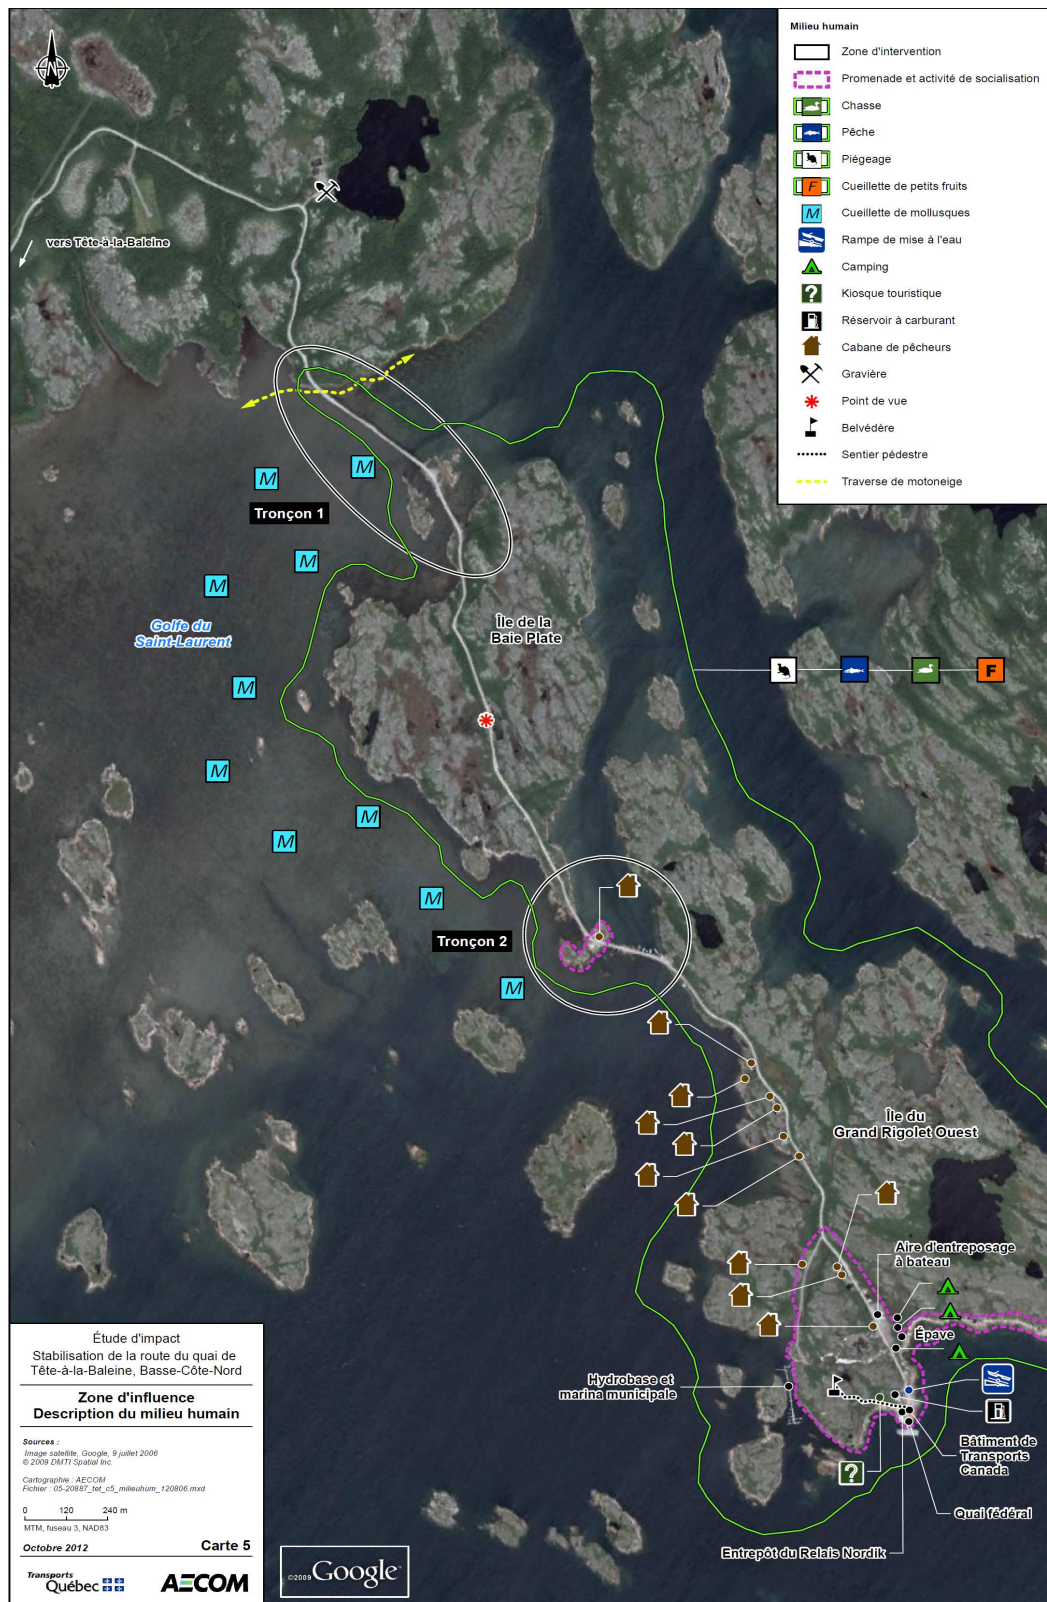 Milieu humain
Zone d'intervention
Promenade et activité de socialisation
Chasse
Pêche
Piégeage
F Cueillette de petits fruits
M Cueillette de mollusques
Rampe de mise à l'eau
Camping
? Kiosque touristique
Réservoir à carburant
Cabane de pêcheurs
Gravière
Point de vue
Belvédère
Sentier pédestre
Traverse de motoneige
N
vers Tête-à-la-Baleine
M
M
Tronçon 1
M
M
Golfe du
Saint-Laurent
Île de la
Baie Plate
F
M
M
M
M
M
Tronçon 2
M
Île du
Grand Rigolet Ouest
Aire d'entreposage
à bateau
Épave
Hydrobase et
marina municipale
Bâtiment de
Transports
Canada
?
Quai fédéral
Entrepôt du Relais Nordik
Étude d'impact
Stabilisation de la route du quai de
Tête-à-la-Baleine, Basse-Côte-Nord
Zone d'influence
Description du milieu humain
Sources :
Image satellite, Google, 9 juillet 2006
© 2009 DMTI Spatial Inc.
Cartographie : AECOM
Fichier : 05-20887_tet_c5_milieuhum_120806.mxd
0 120 240 m
MTM, fuseau 3, NAD83
Octobre 2012 Carte 5
Transports
Québec
AECOM
©2009 Google™